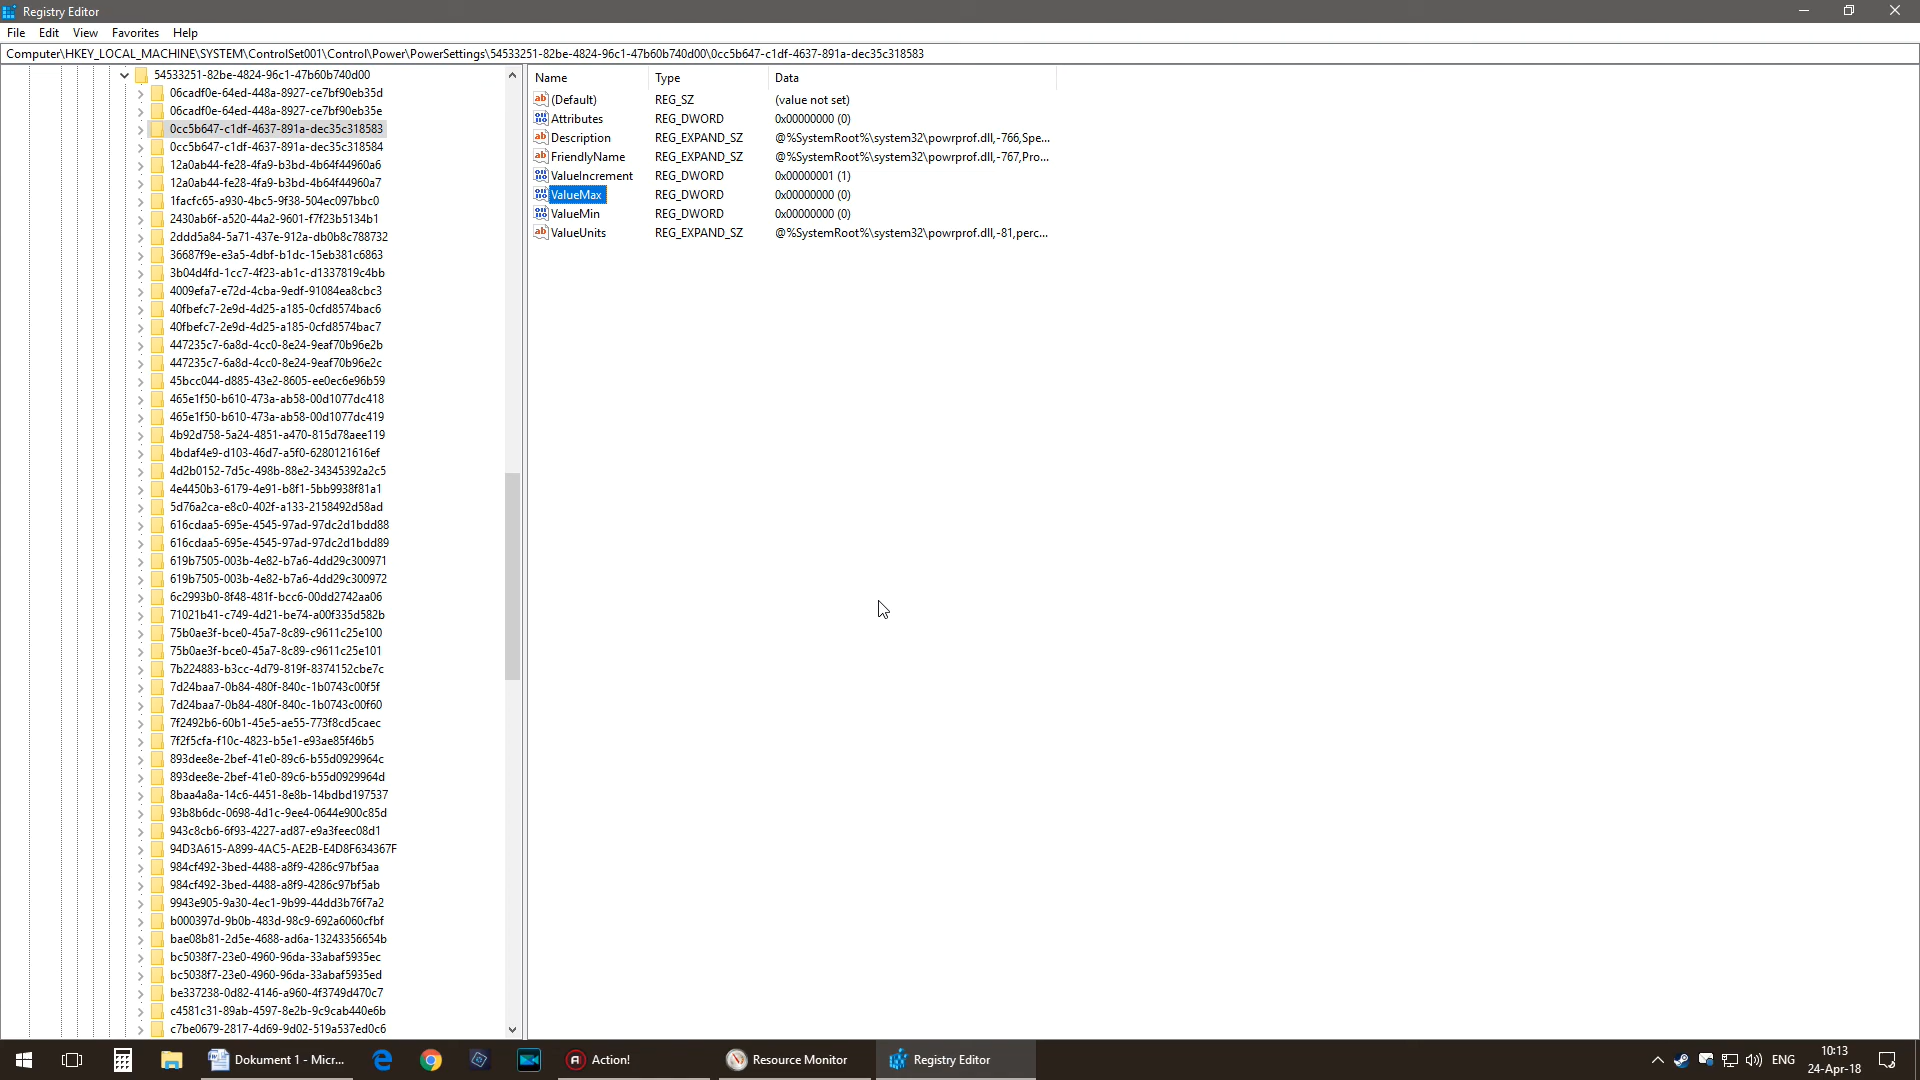 Registry Editor
File Edit View Favorites Help
Computer\HKEY_LOCAL_MACHINE\SYSTEM\ControlSet001\Control\Power\PowerSettings\54533251-82be-4824-96c1-47b60b740d00\0cc5b647-c1df-4637-891a-dec35c318583
54533251-82be-4824-96c1-47b60b740d00
06cadf0e-64ed-448a-8927-ce7bf90eb35d
06cadf0e-64ed-448a-8927-ce7bf90eb35e
0cc5b647-c1df-4637-891a-dec35c318583
0cc5b647-c1df-4637-891a-dec35c318584
12a0ab44-fe28-4fa9-b3bd-4b64f44960a6
12a0ab44-fe28-4fa9-b3bd-4b64f44960a7
1facfc65-a930-4bc5-9f38-504ec097bbc0
2430ab6f-a520-44a2-9601-f7f23b5134b1
2ddd5a84-5a71-437e-912a-db0b8c788732
36687f9e-e3a5-4dbf-b1dc-15eb381c6863
3b04d4fd-1cc7-4f23-ab1c-d1337819c4bb
4009efa7-e72d-4cba-9edf-91084ea8cbc3
40fbefc7-2e9d-4d25-a185-0cfd8574bac6
40fbefc7-2e9d-4d25-a185-0cfd8574bac7
447235c7-6a8d-4cc0-8e24-9eaf70b96e2b
447235c7-6a8d-4cc0-8e24-9eaf70b96e2c
45bcc044-d885-43e2-8605-ee0ec6e96b59
465e1f50-b610-473a-ab58-00d1077dc418
465e1f50-b610-473a-ab58-00d1077dc419
4b92d758-5a24-4851-a470-815d78aee119
4bdaf4e9-d103-46d7-a5f0-6280121616ef
4d2b0152-7d5c-498b-88e2-34345392a2c5
4e4450b3-6179-4e91-b8f1-5bb9938f81a1
5d76a2ca-e8c0-402f-a133-2158492d58ad
616cdaa5-695e-4545-97ad-97dc2d1bdd88
616cdaa5-695e-4545-97ad-97dc2d1bdd89
619b7505-003b-4e82-b7a6-4dd29c300971
619b7505-003b-4e82-b7a6-4dd29c300972
6c2993b0-8f48-481f-bcc6-00dd2742aa06
71021b41-c749-4d21-be74-a00f335d582b
75b0ae3f-bce0-45a7-8c89-c9611c25e100
75b0ae3f-bce0-45a7-8c89-c9611c25e101
7b224883-b3cc-4d79-819f-8374152cbe7c
7d24baa7-0b84-480f-840c-1b0743c00f5f
7d24baa7-0b84-480f-840c-1b0743c00f60
7f2492b6-60b1-45e5-ae55-773f8cd5caec
7f2f5cfa-f10c-4823-b5e1-e93ae85f46b5
893dee8e-2bef-41e0-89c6-b55d0929964c
893dee8e-2bef-41e0-89c6-b55d0929964d
8baa4a8a-14c6-4451-8e8b-14bdbd197537
93b8b6dc-0698-4d1c-9ee4-0644e900c85d
943c8cb6-6f93-4227-ad87-e9a3feec08d1
94D3A615-A899-4AC5-AE2B-E4D8F634367F
984cf492-3bed-4488-a8f9-4286c97bf5aa
984cf492-3bed-4488-a8f9-4286c97bf5ab
9943e905-9a30-4ec1-9b99-44dd3b76f7a2
b000397d-9b0b-483d-98c9-692a6060cfbf
bae08b81-2d5e-4688-ad6a-13243356654b
bc5038f7-23e0-4960-96da-33abaf5935ec
bc5038f7-23e0-4960-96da-33abaf5935ed
be337238-0d82-4146-a960-4f3749d470c7
c4581c31-89ab-4597-8e2b-9c9cab440e6b
c7be0679-2817-4d69-9d02-519a537ed0c6
Name Type Data
(Default) REG_SZ (value not set)
Attributes REG_DWORD 0x00000000 (0)
Description REG_EXPAND_SZ @%SystemRoot%\system32\powrprof.dll,-766,Spe...
FriendlyName REG_EXPAND_SZ @%SystemRoot%\system32\powrprof.dll,-767,Pro...
ValueIncrement REG_DWORD 0x00000001 (1)
ValueMax REG_DWORD 0x00000000 (0)
ValueMin REG_DWORD 0x00000000 (0)
ValueUnits REG_EXPAND_SZ @%SystemRoot%\system32\powrprof.dll,-81,perc...
Dokument 1 - Micr... Action! Resource Monitor Registry Editor ENG
10:13
24-Apr-18